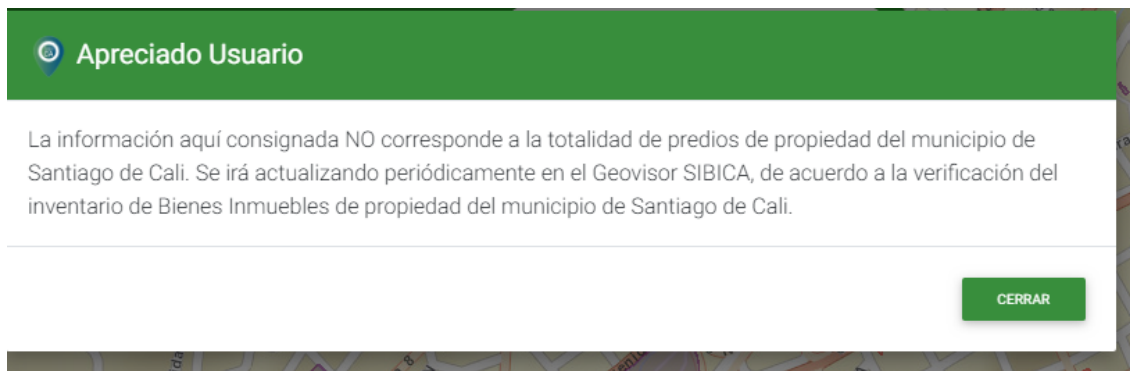 Apreciado Usuario
La información aquí consignada NO corresponde a la totalidad de predios de propiedad del municipio de
Santiago de Cali. Se irá actualizando periódicamente en el Geovisor SIBICA, de acuerdo a la verificación del
inventario de Bienes Inmuebles de propiedad del municipio de Santiago de Cali.
CERRAR